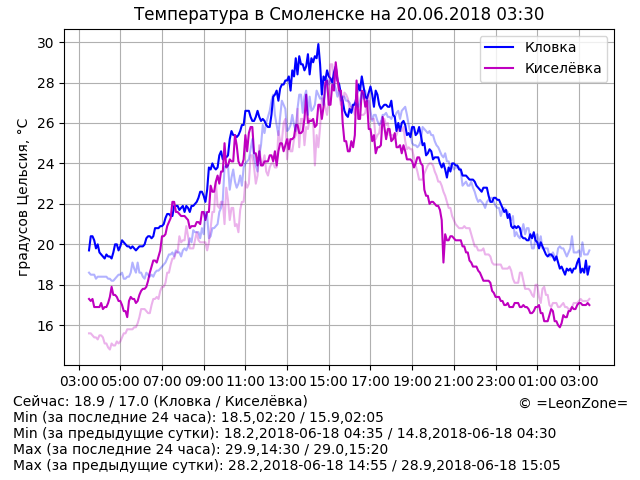 Температура в Смоленске на 20.06.2018 03:30
Кловка
Киселёвка
градусов Цельсия, °C
30
28
26
24
22
20
18
16
03:00 05:00 07:00 09:00 11:00 13:00 15:00 17:00 19:00 21:00 23:00 01:00 03:00
Сейчас: 18.9 / 17.0 (Кловка / Киселёвка)
© =LeonZone=
Min (за последние 24 часа): 18.5,02:20 / 15.9,02:05
Min (за предыдущие сутки): 18.2,2018-06-18 04:35 / 14.8,2018-06-18 04:30
Max (за последние 24 часа): 29.9,14:30 / 29.0,15:20
Max (за предыдущие сутки): 28.2,2018-06-18 14:55 / 28.9,2018-06-18 15:05